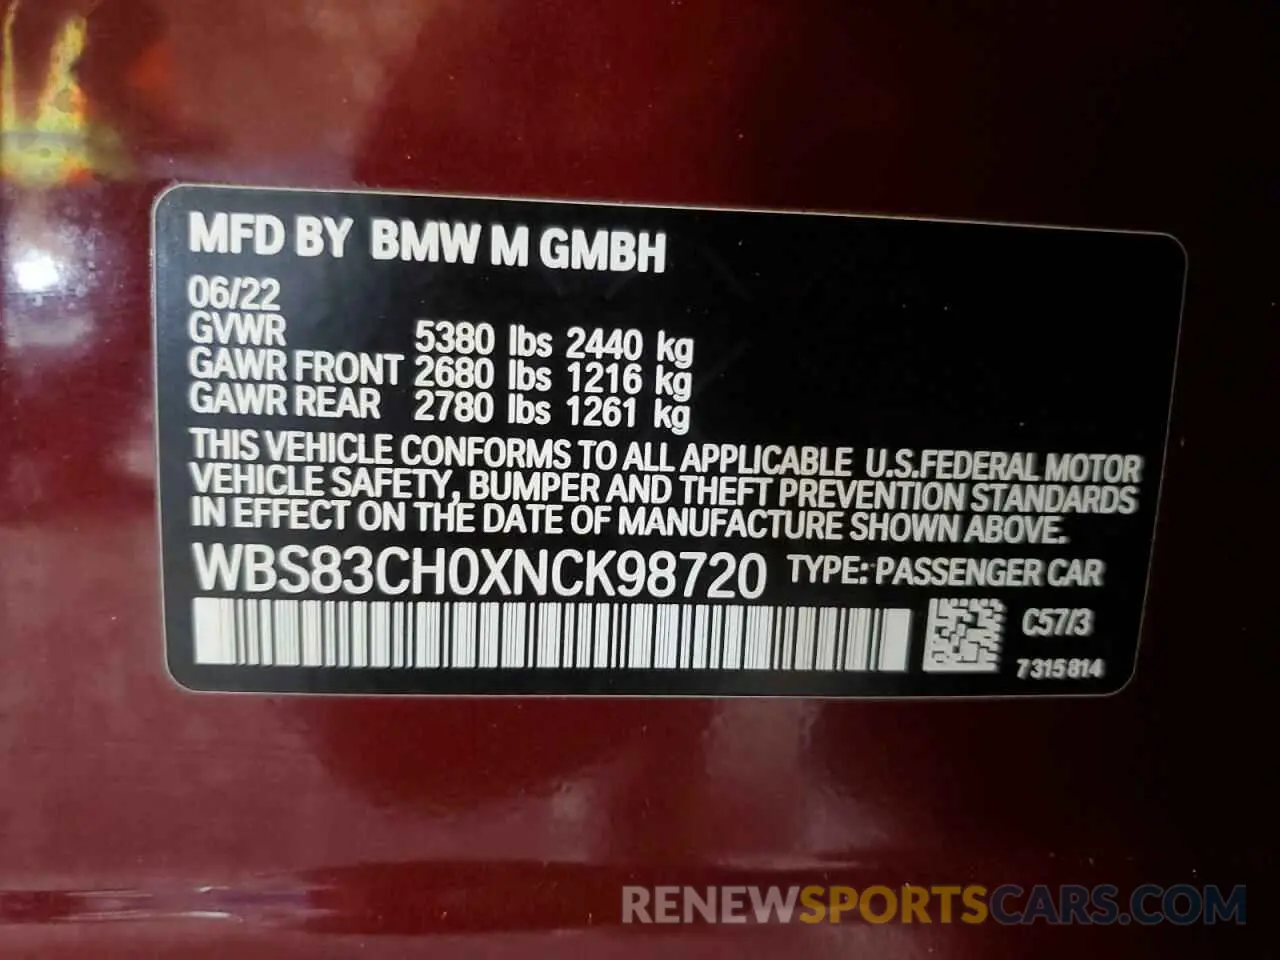 MFD BY BMW M GMBH
06/22
GVWR 5380 lbs 2440 kg
GAWR FRONT 2680 lbs 1216 kg
GAWR REAR 2780 lbs 1261 kg
THIS VEHICLE CONFORMS TO ALL APPLICABLE U.S.FEDERAL MOTOR
VEHICLE SAFETY, BUMPER AND THEFT PREVENTION STANDARDS
IN EFFECT ON THE DATE OF MANUFACTURE SHOWN ABOVE.
WBS83CH0XNCK98720 TYPE: PASSENGER CAR
C57/3
7315814
RENEWSPORTSCARS.COM